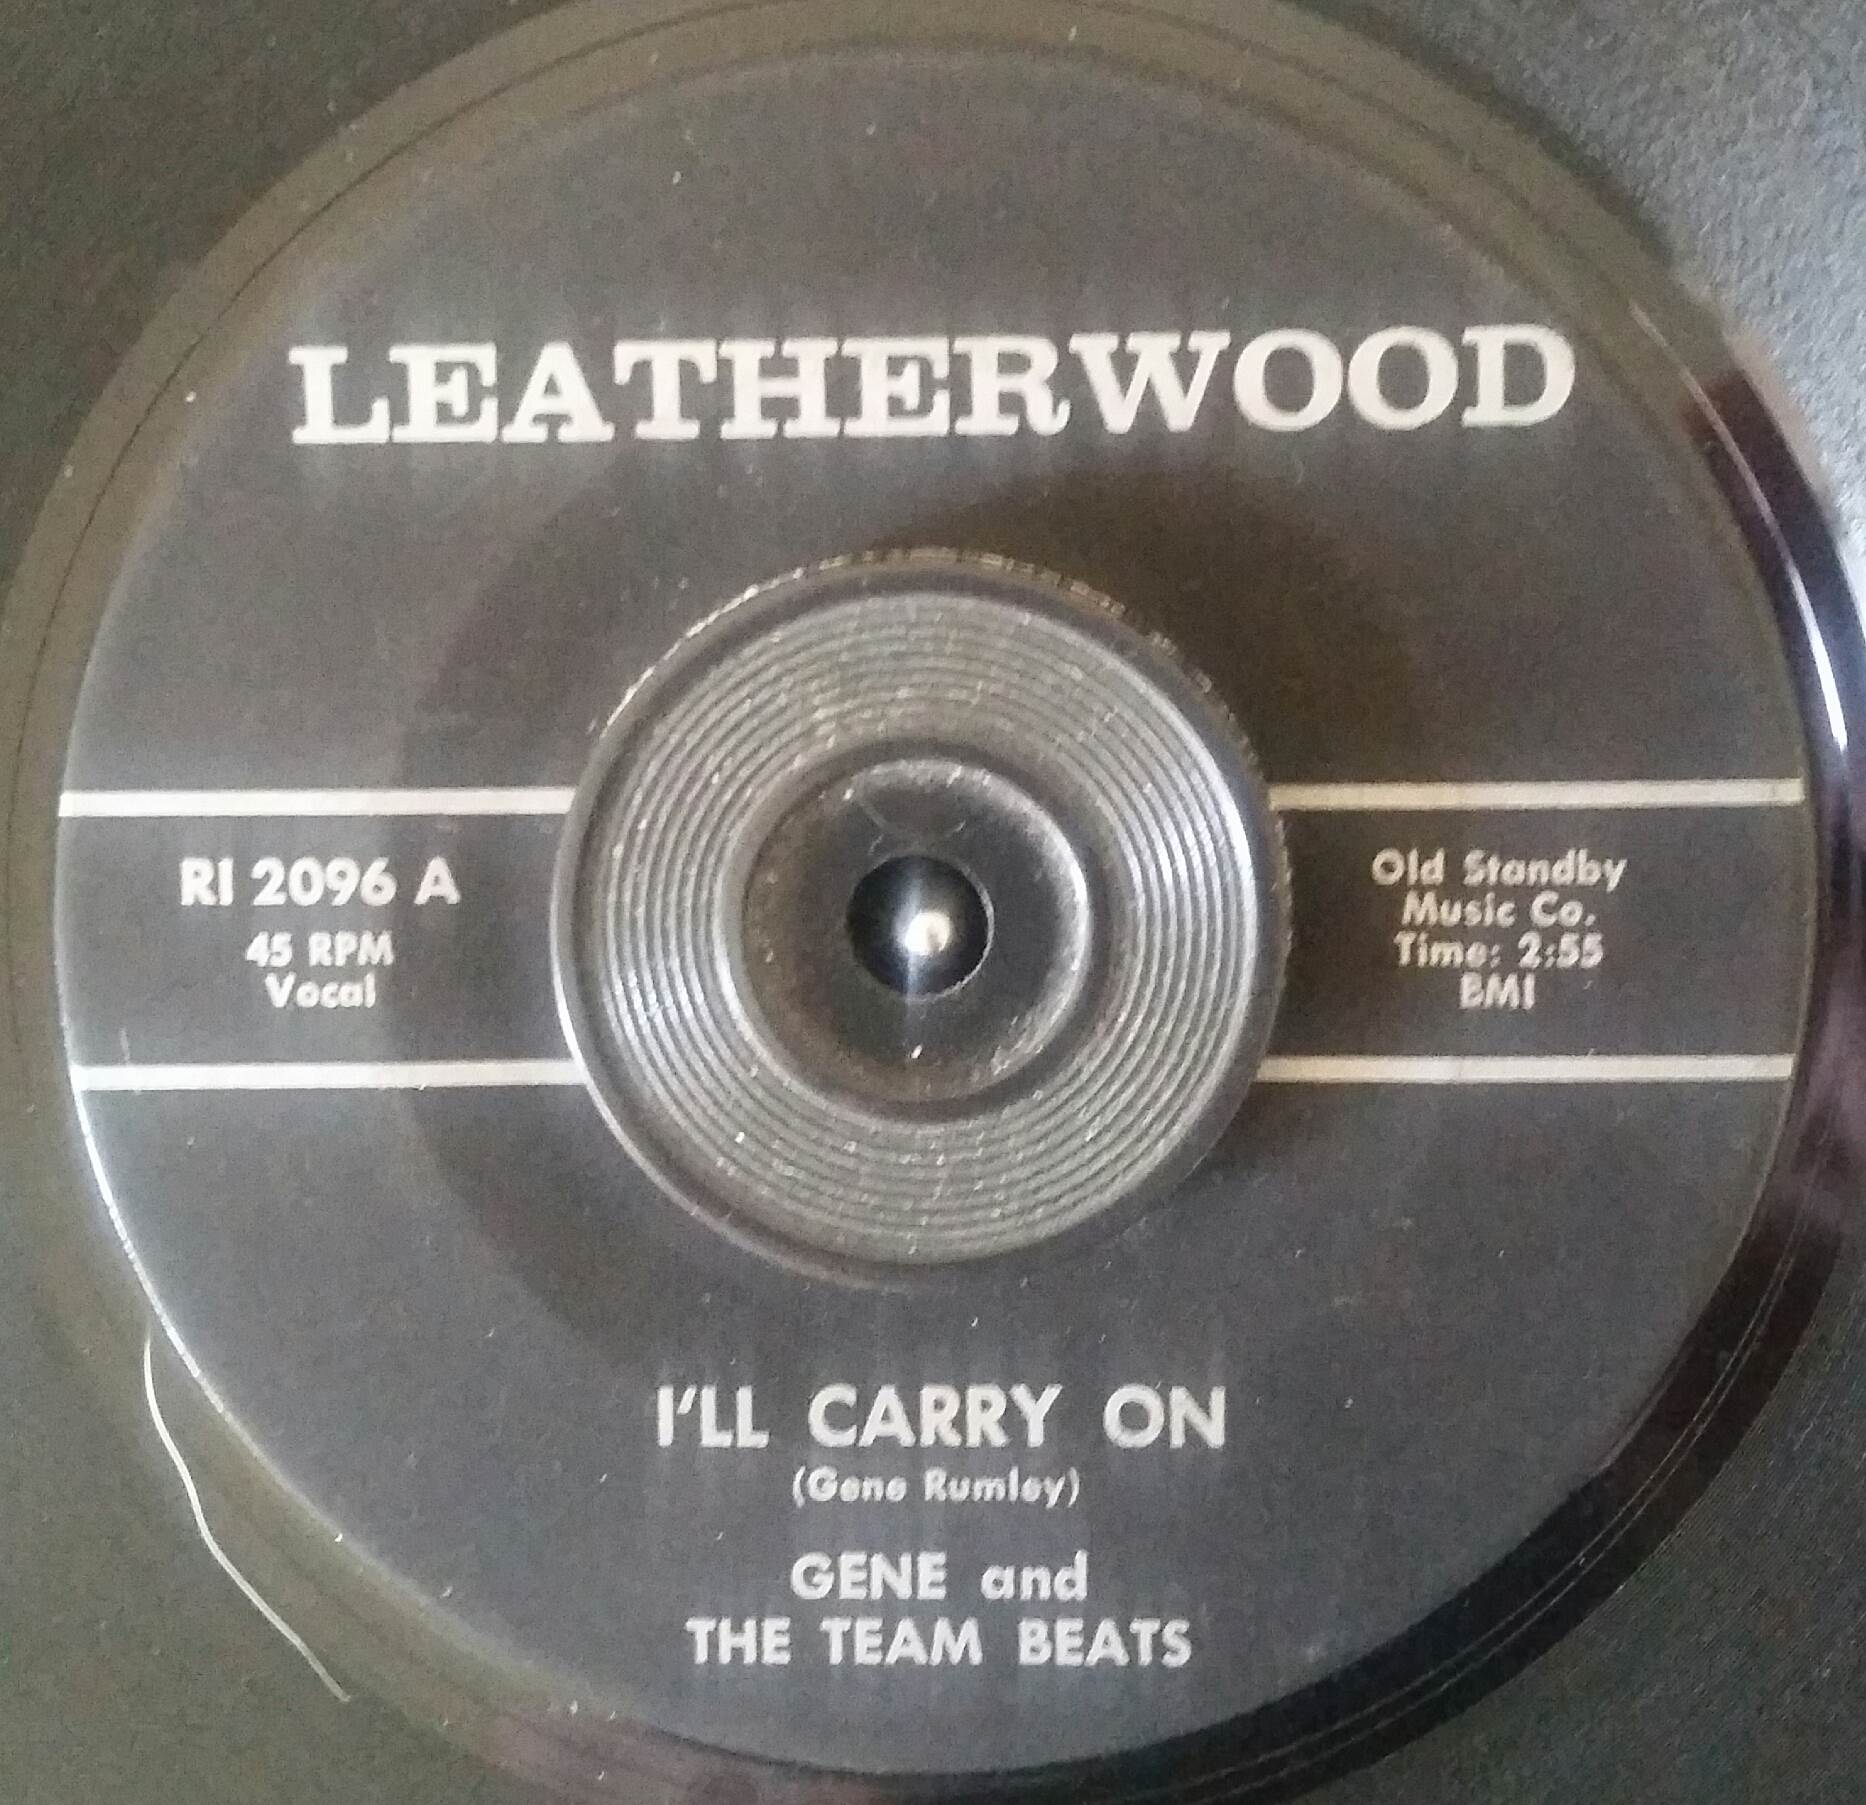 LEATHERWOOD
RI 2096 A
45 RPM
Vocal
Old Standby
Music Co.
Time: 2:55
BMI
I'LL CARRY ON
(Gene Rumley)
GENE and
THE TEAM BEATS